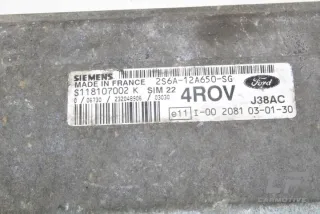 SIEMENS
MADE IN FRANCE 2S6A-12A650-SG
Ford
S118107002 K SIM 22 4ROV J38AC
e11 I-00 2081 03-01-30